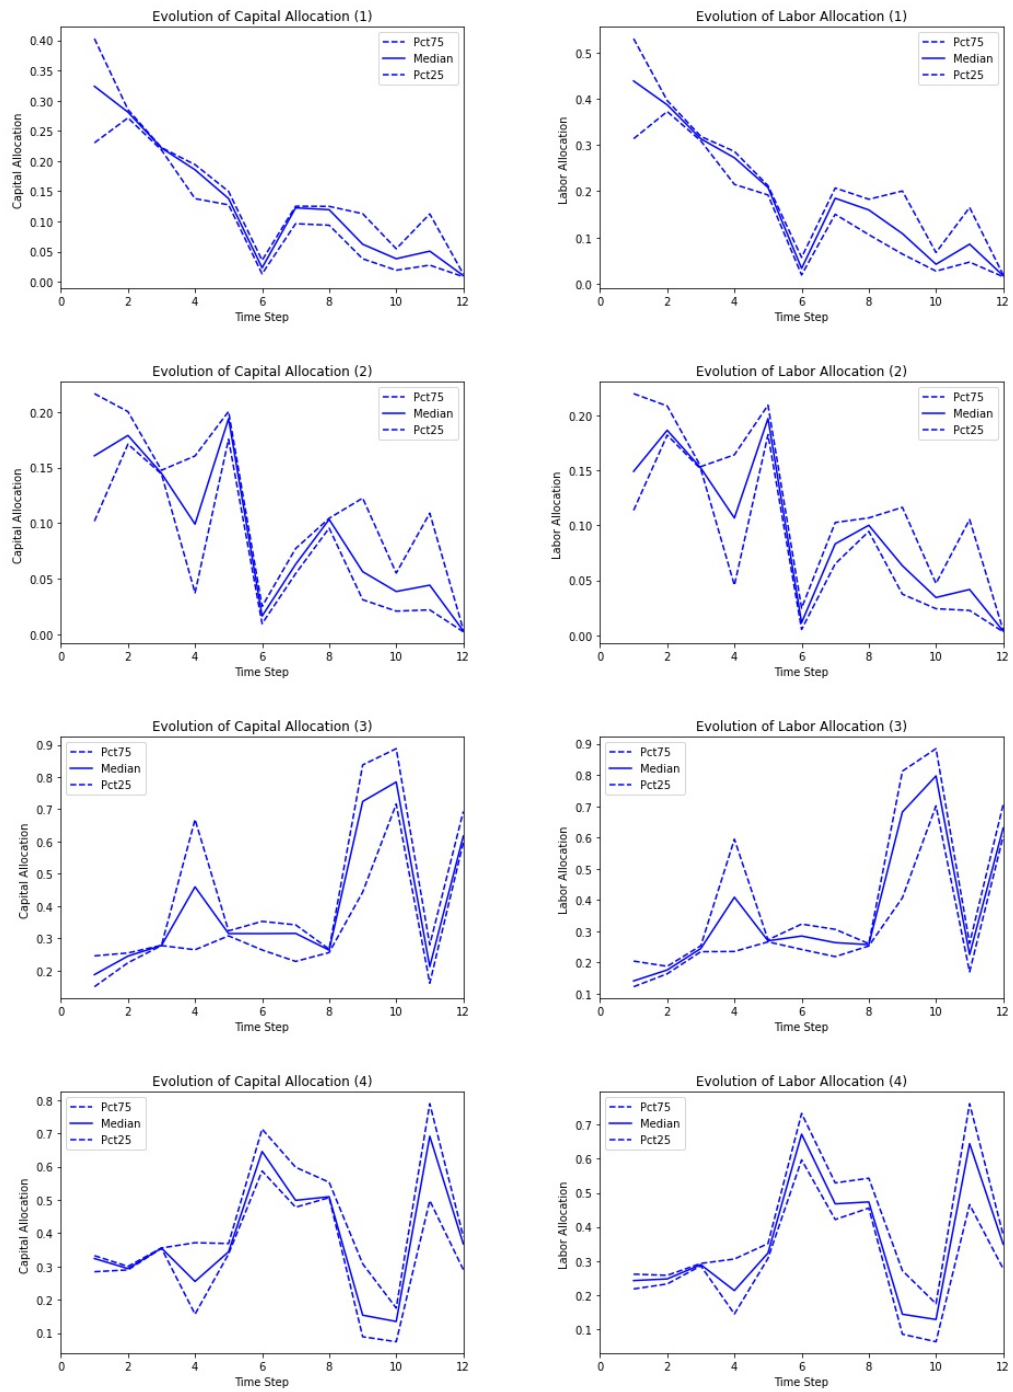 Evolution of Capital Allocation (1)
0.40
0.35
0.30
0.25
0.20
0.15
0.10
0.05
0.00
Capital Allocation
Pct75
Median
Pct25
0 2 4 6 8 10 12
Time Step
Evolution of Labor Allocation (1)
0.5
0.4
0.3
0.2
0.1
0.0
Labor Allocation
Pct75
Median
Pct25
0 2 4 6 8 10 12
Time Step
Evolution of Capital Allocation (2)
0.20
0.15
0.10
0.05
0.00
Capital Allocation
Pct75
Median
Pct25
0 2 4 6 8 10 12
Time Step
Evolution of Labor Allocation (2)
0.20
0.15
0.10
0.05
0.00
Labor Allocation
Pct75
Median
Pct25
0 2 4 6 8 10 12
Time Step
Evolution of Capital Allocation (3)
0.9
0.8
0.7
0.6
0.5
0.4
0.3
0.2
Capital Allocation
Pct75
Median
Pct25
0 2 4 6 8 10 12
Time Step
Evolution of Labor Allocation (3)
0.9
0.8
0.7
0.6
0.5
0.4
0.3
0.2
0.1
Labor Allocation
Pct75
Median
Pct25
0 2 4 6 8 10 12
Time Step
Evolution of Capital Allocation (4)
0.8
0.7
0.6
0.5
0.4
0.3
0.2
0.1
Capital Allocation
Pct75
Median
Pct25
0 2 4 6 8 10 12
Time Step
Evolution of Labor Allocation (4)
0.7
0.6
0.5
0.4
0.3
0.2
0.1
Labor Allocation
Pct75
Median
Pct25
0 2 4 6 8 10 12
Time Step